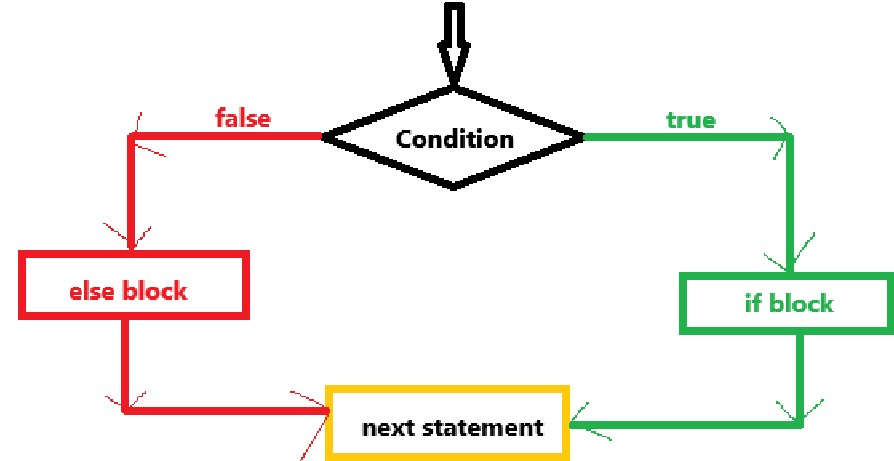 false
true
Condition
else block
if block
next statement